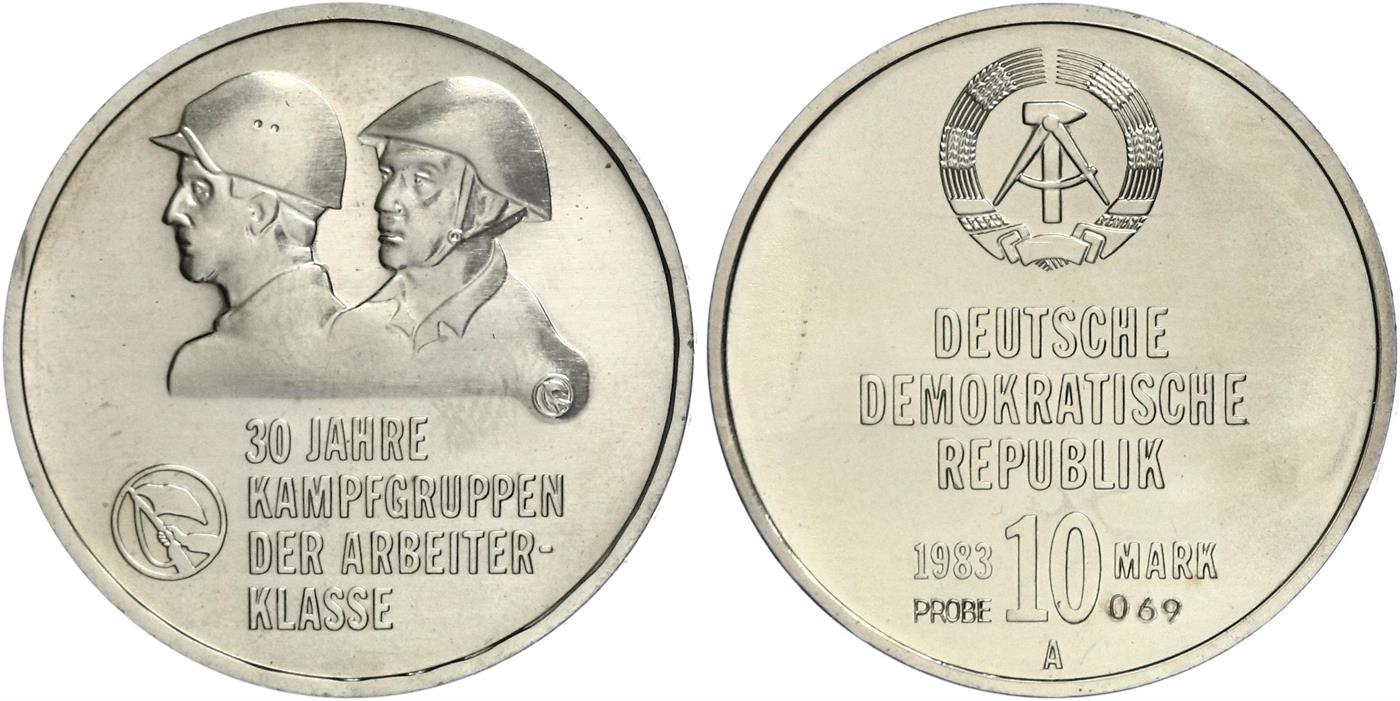 30 JAHRE
KAMPFGRUPPEN
DER ARBEITER-
KLASSE
DEUTSCHE
DEMOKRATISCHE
REPUBLIK
1983 10 MARK
PROBE 069
A